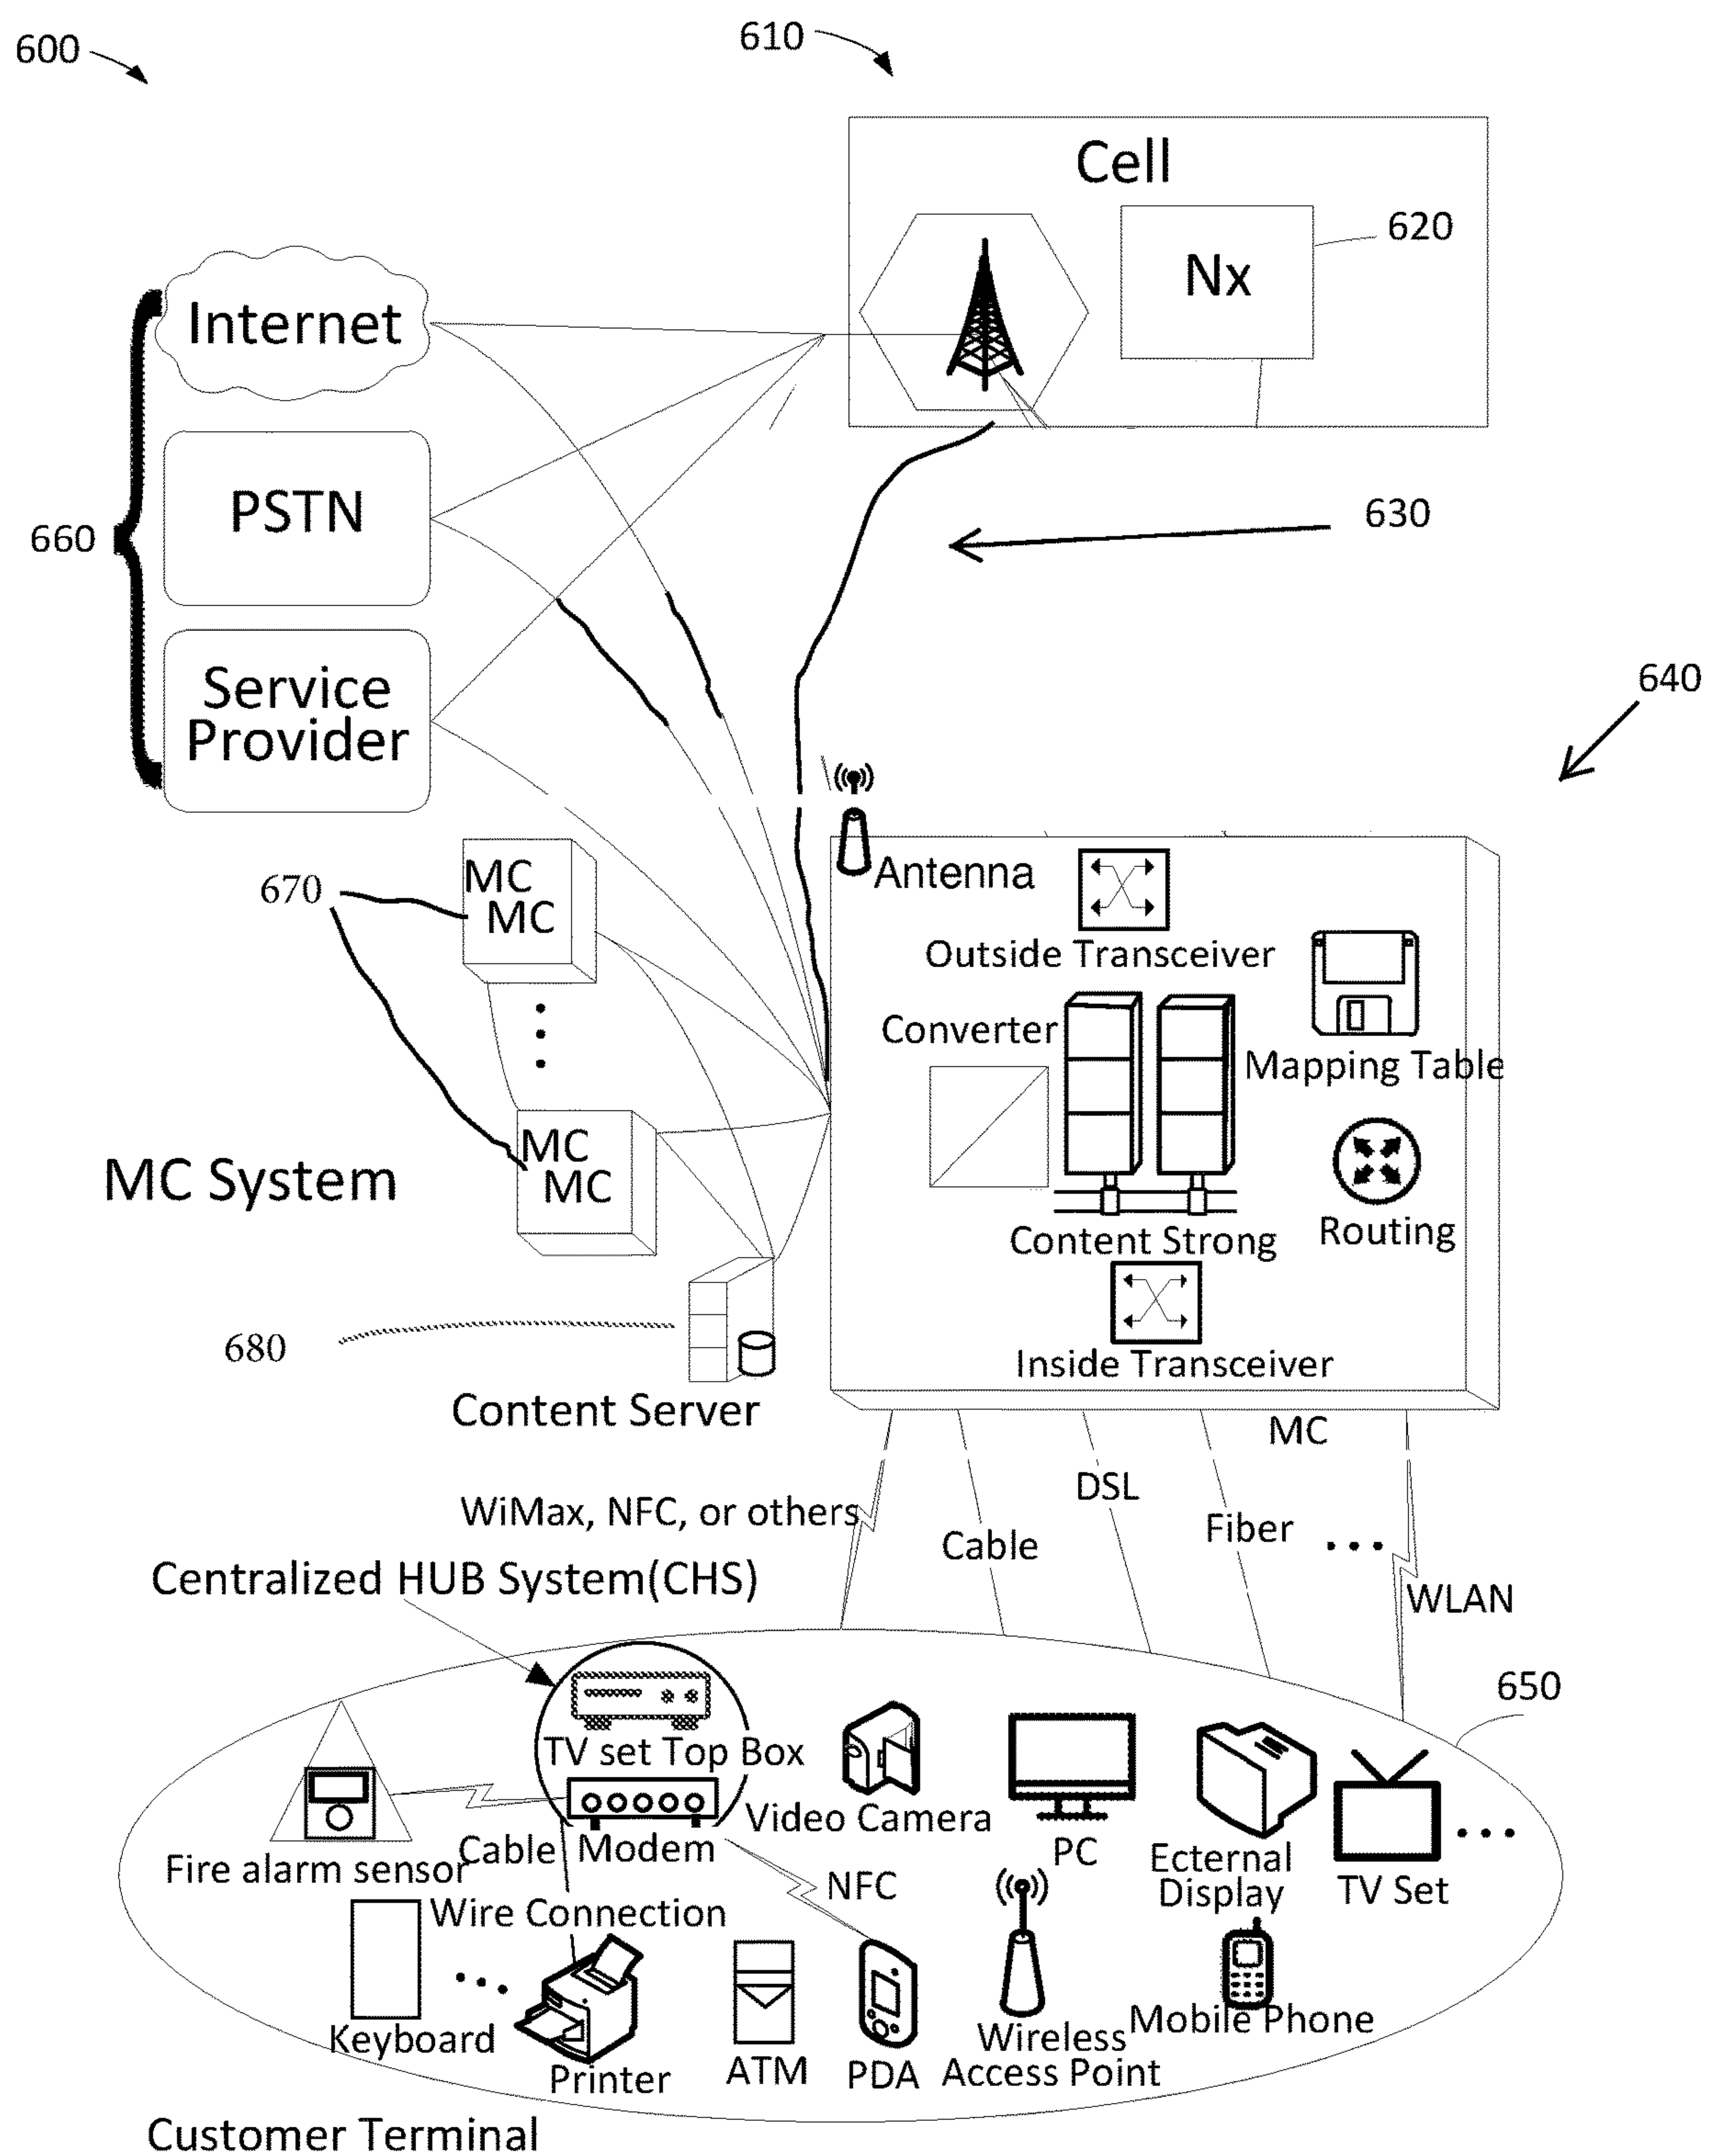 600
610
Cell
620
Nx
Internet
PSTN
630
660
Service
Provider
640
Antenna
MC
MC
670
Outside Transceiver
Converter
Mapping Table
MC
MC
MC System
Routing
Content Strong
680
Inside Transceiver
Content Server
MC
DSL
WiMax, NFC, or others
Fiber
Cable
Centralized HUB System(CHS)
WLAN
650
TV set Top Box
Video Camera
PC
Cable Modem
Ecternal
Display
Fire alarm sensor
NFC
TV Set
Wire Connection
Mobile Phone
Keyboard
Wireless
Access Point
Printer
ATM
PDA
Customer Terminal